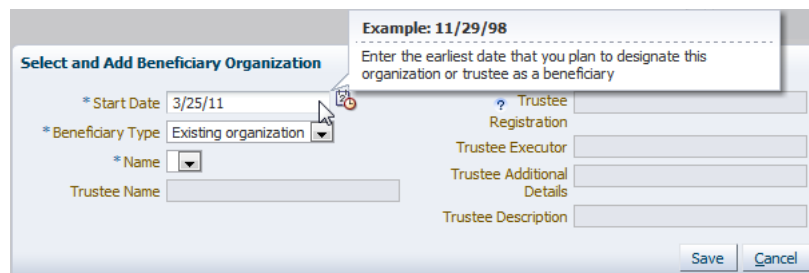 Example: 11/29/98
Enter the earliest date that you plan to designate this
organization or trustee as a beneficiary
Select and Add Beneficiary Organization
* Start Date 3/25/11
* Beneficiary Type Existing organization
* Name
Trustee Name
Trustee
Registration
Trustee Executor
Trustee Additional
Details
Trustee Description
Save Cancel